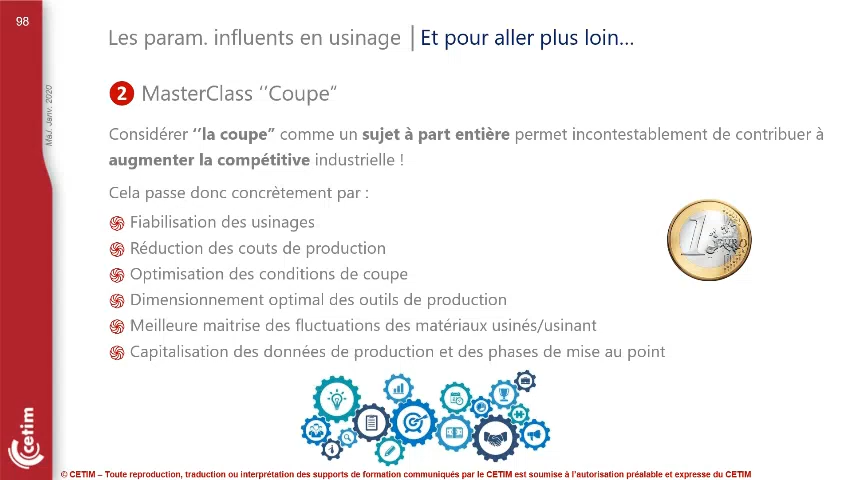 98
Les param. influents en usinage | Et pour aller plus loin...
Maj. Janv. 2020
2 MasterClass ‘’Coupe’’
Considérer ‘’la coupe’’ comme un sujet à part entière permet incontestablement de contribuer à
augmenter la compétitive industrielle !
Cela passe donc concrètement par :
Fiabilisation des usinages
Réduction des couts de production
Optimisation des conditions de coupe
Dimensionnement optimal des outils de production
Meilleure maitrise des fluctuations des matériaux usinés/usinant
Capitalisation des données de production et des phases de mise au point
1 EURO
cetim
© CETIM – Toute reproduction, traduction ou interprétation des supports de formation communiqués par le CETIM est soumise à l’autorisation préalable et expresse du CETIM